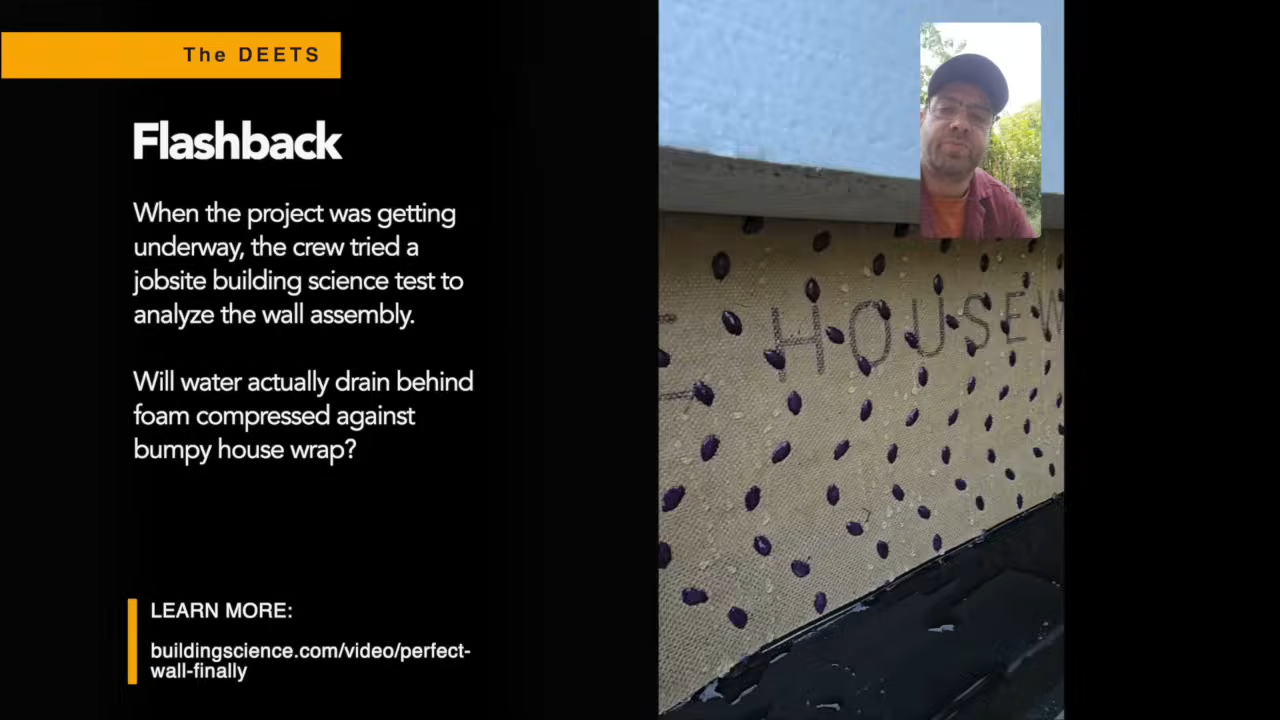 The DEETS
Flashback
When the project was getting
underway, the crew tried a
jobsite building science test to
analyze the wall assembly.
Will water actually drain behind
foam compressed against
bumpy house wrap?
LEARN MORE:
buildingscience.com/video/perfect-
wall-finally
HOUSEW